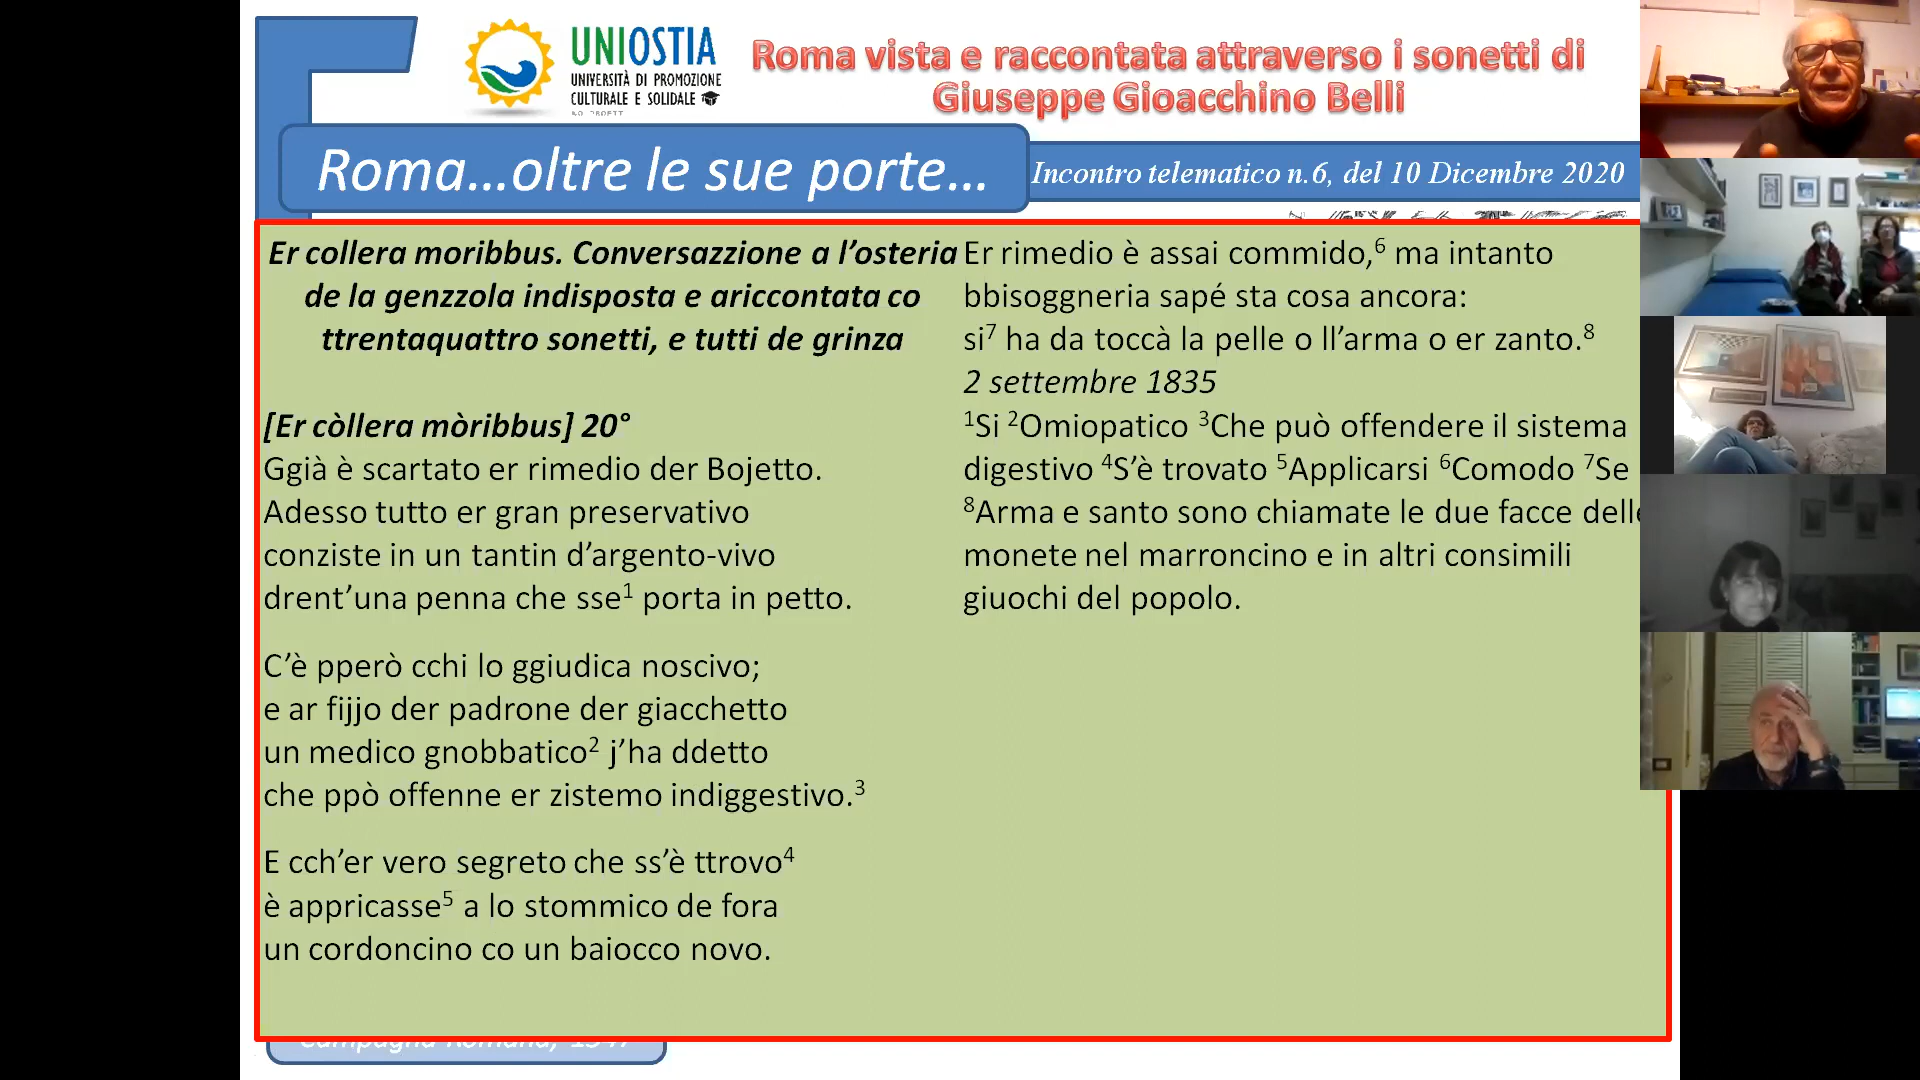 UNIOSTIA
UNIVERSITÀ DI PROMOZIONE
CULTURALE E SOLIDALE
Roma vista e raccontata attraverso i sonetti di
Giuseppe Gioacchino Belli
Roma...oltre le sue porte...
Incontro telematico n.6, del 10 Dicembre 2020
Er collera moribbus. Conversazzione a l’osteria
de la genzzola indisposta e ariccontata co
ttrentaquattro sonetti, e tutti de grinza
[Er còllera mòribbus] 20°
Ggià è scartato er rimedio der Bojetto.
Adesso tutto er gran preservativo
conziste in un tantin d’argento-vivo
drent’una penna che sse¹ porta in petto.
C’è pperò cchi lo ggiudica noscivo;
e ar fijjo der padrone der giacchetto
un medico gnobbatico² j’ha ddetto
che ppò offenne er zistemo indiggestivo.³
E cch’er vero segreto che ss’è ttrovo⁴
è appricasse⁵ a lo stommico de fora
un cordoncino co un baiocco novo.
Er rimedio è assai commido,⁶ ma intanto
bbisoggneria sapé sta cosa ancora:
si⁷ ha da toccà la pelle o ll’arma o er zanto.⁸
2 settembre 1835
¹Si ²Omiopatico ³Che può offendere il sistema
digestivo ⁴S’è trovato ⁵Applicarsi ⁶Comodo ⁷Se
⁸Arma e santo sono chiamate le due facce delle
monete nel marroncino e in altri consimili
giuochi del popolo.